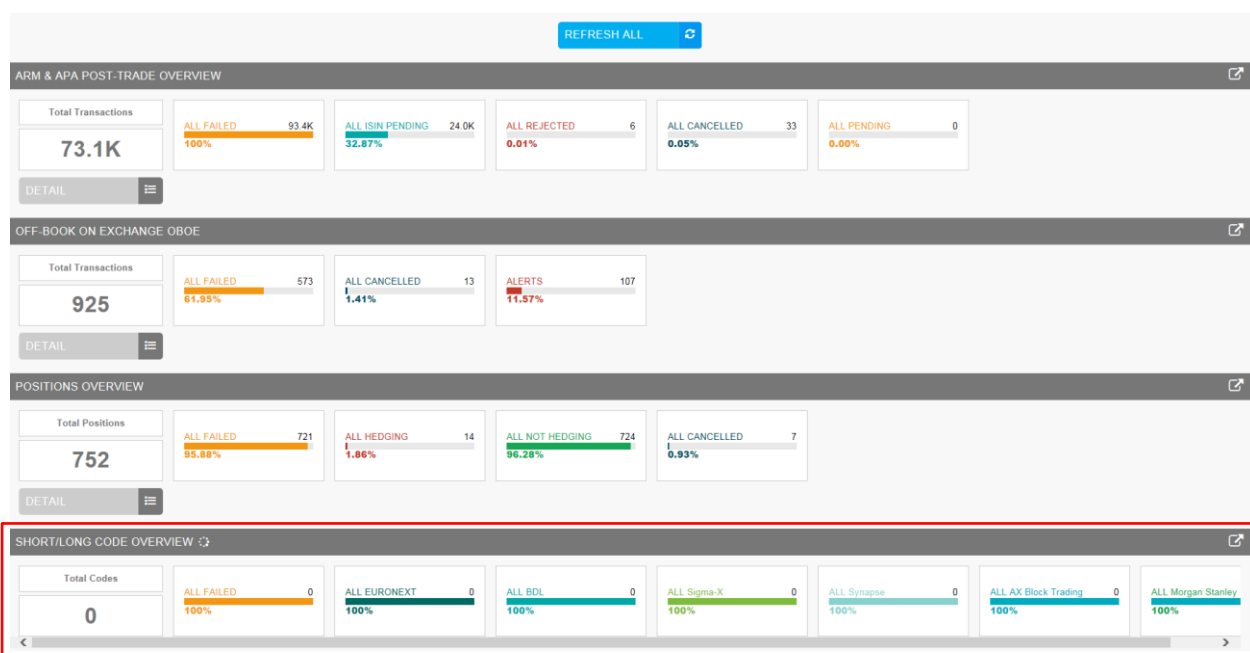 REFRESH ALL
ARM & APA POST-TRADE OVERVIEW
Total Transactions
73.1K
ALL FAILED 93.4K
100%
ALL ISIN PENDING 24.0K
32.87%
ALL REJECTED 6
0.01%
ALL CANCELLED 33
0.05%
ALL PENDING 0
0.00%
DETAIL
OFF-BOOK ON EXCHANGE OBOE
Total Transactions
925
ALL FAILED 573
61.95%
ALL CANCELLED 13
1.41%
ALERTS 107
11.57%
DETAIL
POSITIONS OVERVIEW
Total Positions
752
ALL FAILED 721
95.88%
ALL HEDGING 14
1.86%
ALL NOT HEDGING 724
96.28%
ALL CANCELLED 7
0.93%
DETAIL
SHORT/LONG CODE OVERVIEW
Total Codes
0
ALL FAILED 0
100%
ALL EURONEXT 0
100%
ALL BDL 0
100%
ALL Sigma-X 0
100%
ALL Synapse 0
100%
ALL AX Block Trading 0
100%
ALL Morgan Stanley
100%